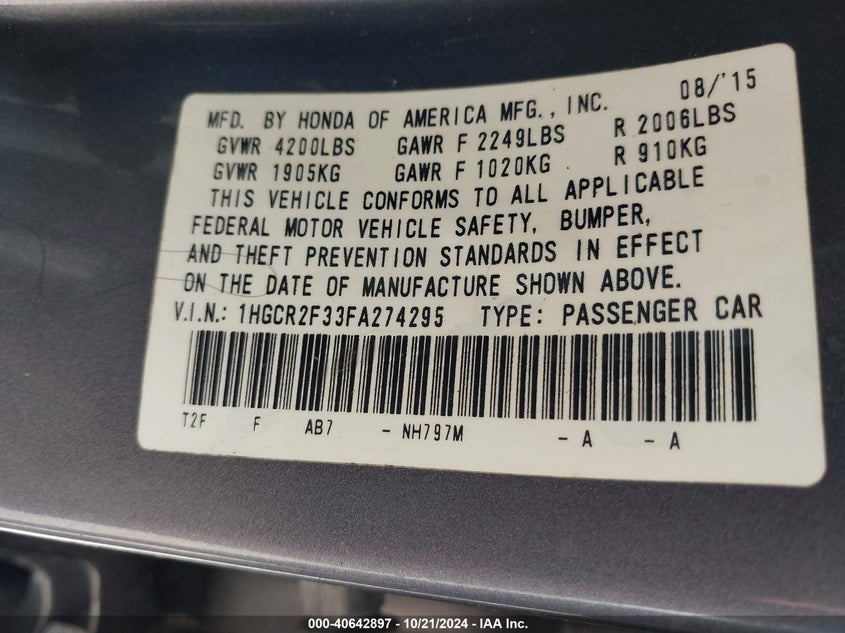 MFD. BY HONDA OF AMERICA MFG., INC. 08/'15
GVWR 4200LBS GAWR F 2249LBS R 2006LBS
GVWR 1905KG GAWR F 1020KG R 910KG
THIS VEHICLE CONFORMS TO ALL APPLICABLE
FEDERAL MOTOR VEHICLE SAFETY, BUMPER,
AND THEFT PREVENTION STANDARDS IN EFFECT
ON THE DATE OF MANUFACTURE SHOWN ABOVE.
V.I.N.: 1HGCR2F33FA274295 TYPE: PASSENGER CAR
T2F F AB7 - NH797M - A - A
000-40642897 - 10/21/2024 - IAA Inc.